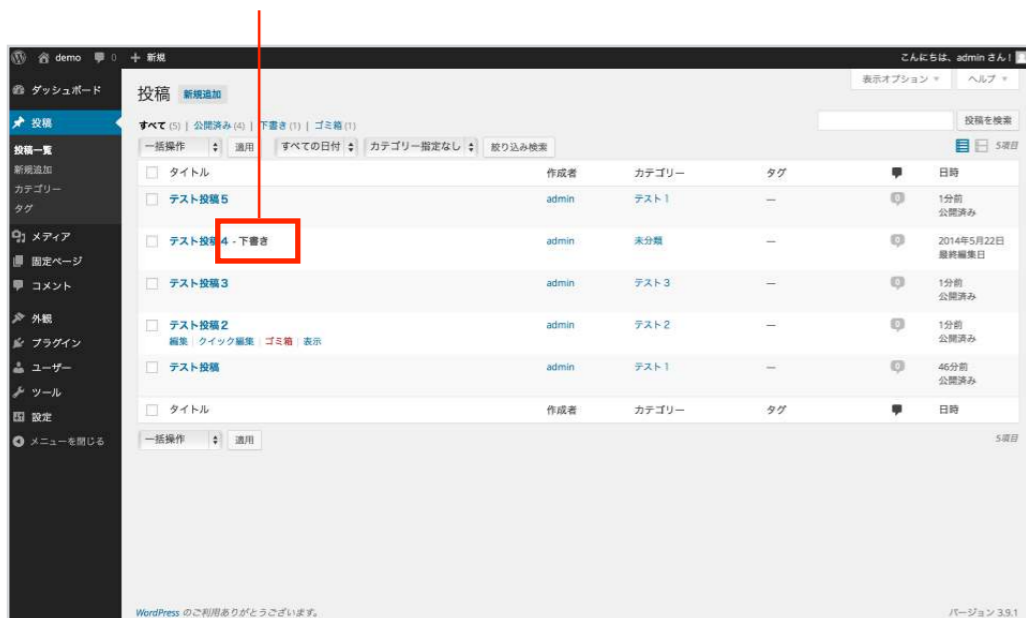 demo 0 + 新規 こんにちは、admin さん!
表示オプション ヘルプ
ダッシュボード
投稿 新規追加
投稿
すべて (5) | 公開済み (4) | 下書き (1) | ゴミ箱 (1) 投稿を検索
投稿一覧 一括操作 適用 すべての日付 カテゴリー指定なし 絞り込み検索 5項目
新規追加
カテゴリー
タグ
タイトル 作成者 カテゴリー タグ 日時
テスト投稿5 admin テスト1 — 0 1分前
公開済み
メディア
テスト投稿4 - 下書き admin 未分類 — 0 2014年5月22日
最終編集日
固定ページ
コメント
テスト投稿3 admin テスト3 — 0 1分前
公開済み
外観
テスト投稿2 admin テスト2 — 0 1分前
編集 | クイック編集 | ゴミ箱 | 表示 公開済み
プラグイン
ユーザー
テスト投稿 admin テスト1 — 0 46分前
公開済み
ツール
設定
タイトル 作成者 カテゴリー タグ 日時
メニューを閉じる
一括操作 適用 5項目
WordPress のご利用ありがとうございます。 バージョン 3.9.1